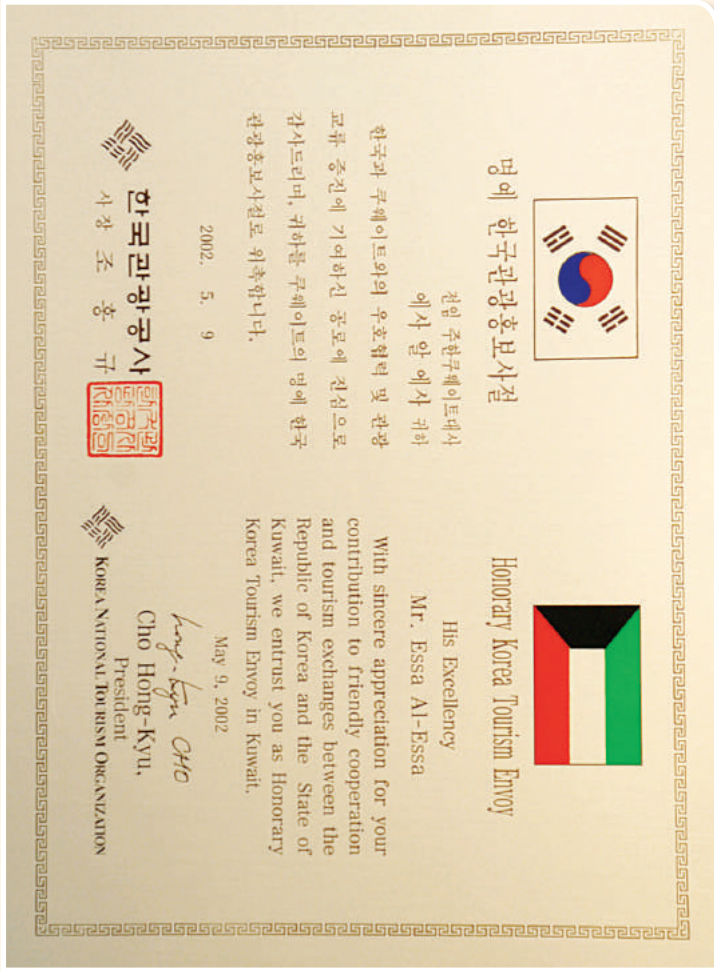 명예 한국관광홍보사절
전임 주한쿠웨이트대사
에사 알 에사 귀하
한국과 쿠웨이트와의 우호협력 및 관광
교류 증진에 기여하신 공로에 진심으로
감사드리며, 귀하를 쿠웨이트의 명예 한국
관광홍보사절로 위촉합니다.
2002. 5. 9
한국관광공사
사장 조 홍 규
Honorary Korea Tourism Envoy
His Excellency
Mr. Essa Al-Essa
With sincere appreciation for your
contribution to friendly cooperation
and tourism exchanges between the
Republic of Korea and the State of
Kuwait, we entrust you as Honorary
Korea Tourism Envoy in Kuwait.
May 9, 2002
Hong-Kyu CHO
Cho Hong-Kyu,
President
KOREA NATIONAL TOURISM ORGANIZATION